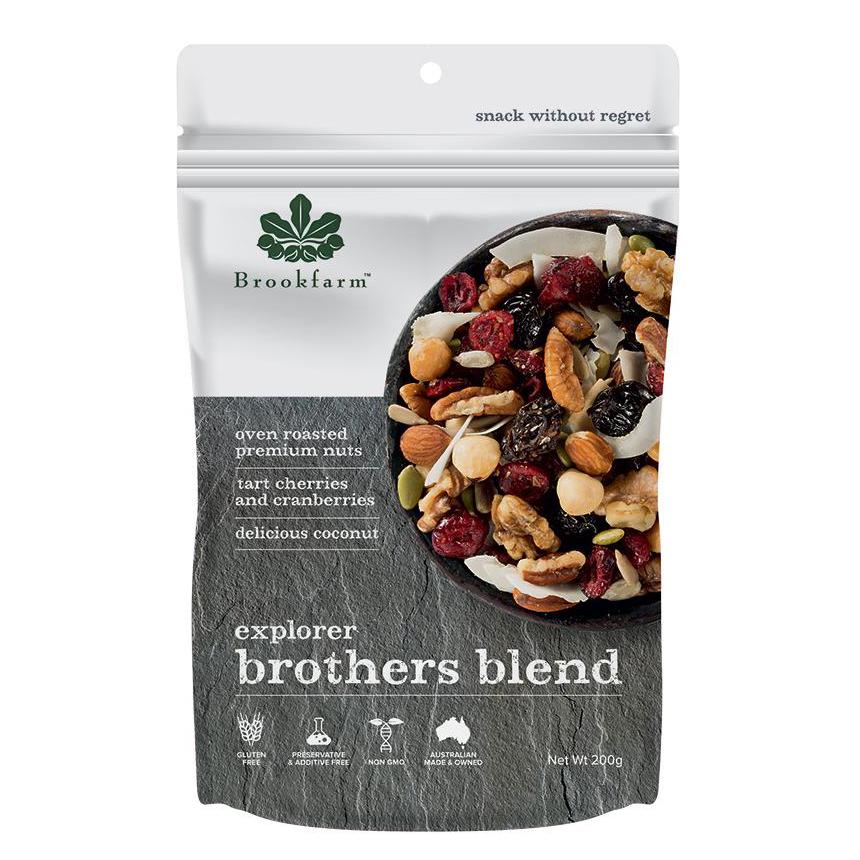 snack without regret
Brookfarm™
oven roasted
premium nuts
tart cherries
and cranberries
delicious coconut
explorer
brothers blend
GLUTEN
FREE
PRESERVATIVE
& ADDITIVE FREE
NON GMO
AUSTRALIAN
MADE & OWNED
Net Wt 200g